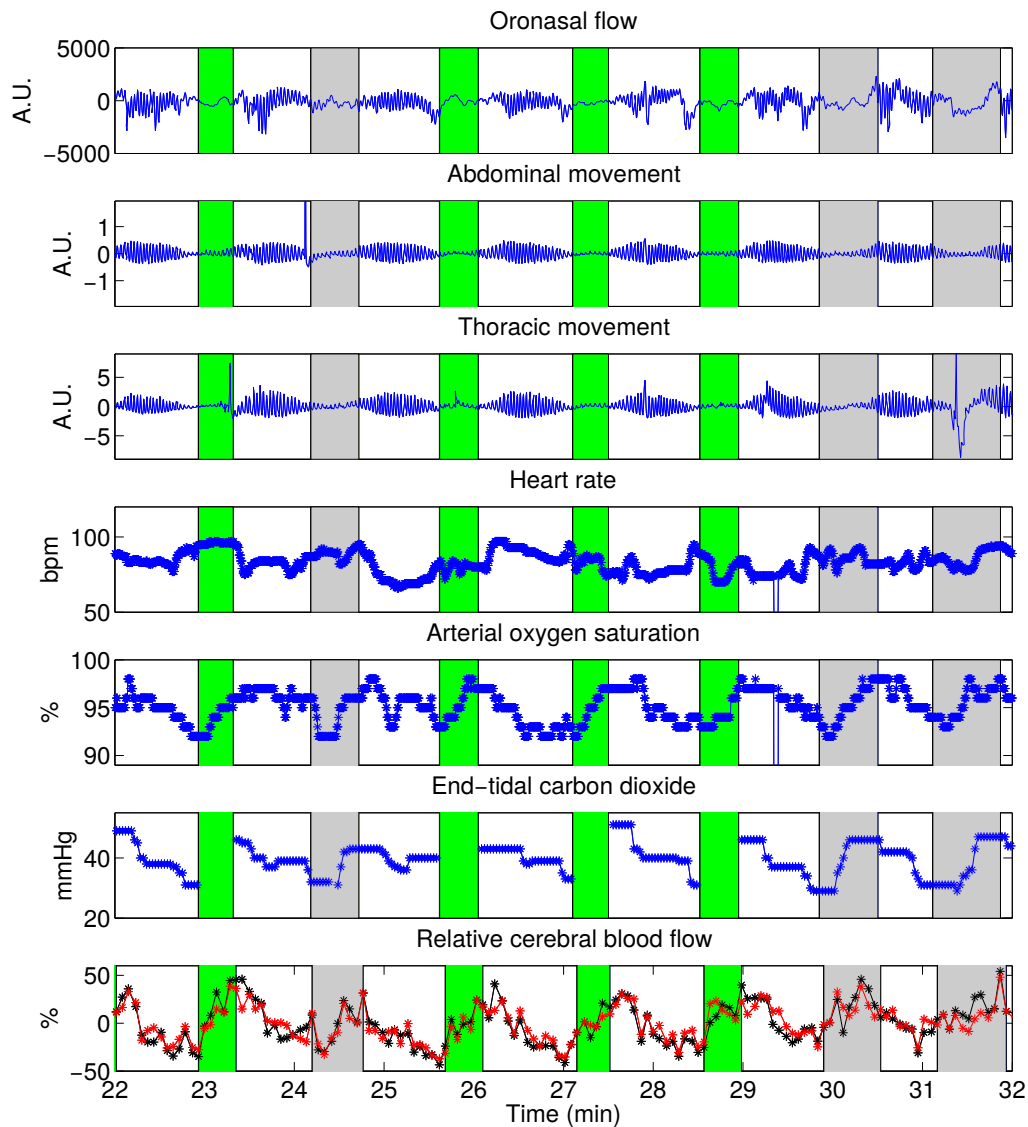 Oronasal flow
5000
0
−5000
A.U.
Abdominal movement
1
0
−1
A.U.
Thoracic movement
5
0
−5
A.U.
Heart rate
100
50
bpm
Arterial oxygen saturation
100
95
90
%
End−tidal carbon dioxide
40
20
mmHg
Relative cerebral blood flow
50
0
−50
%
22 23 24 25 26 27 28 29 30 31 32
Time (min)